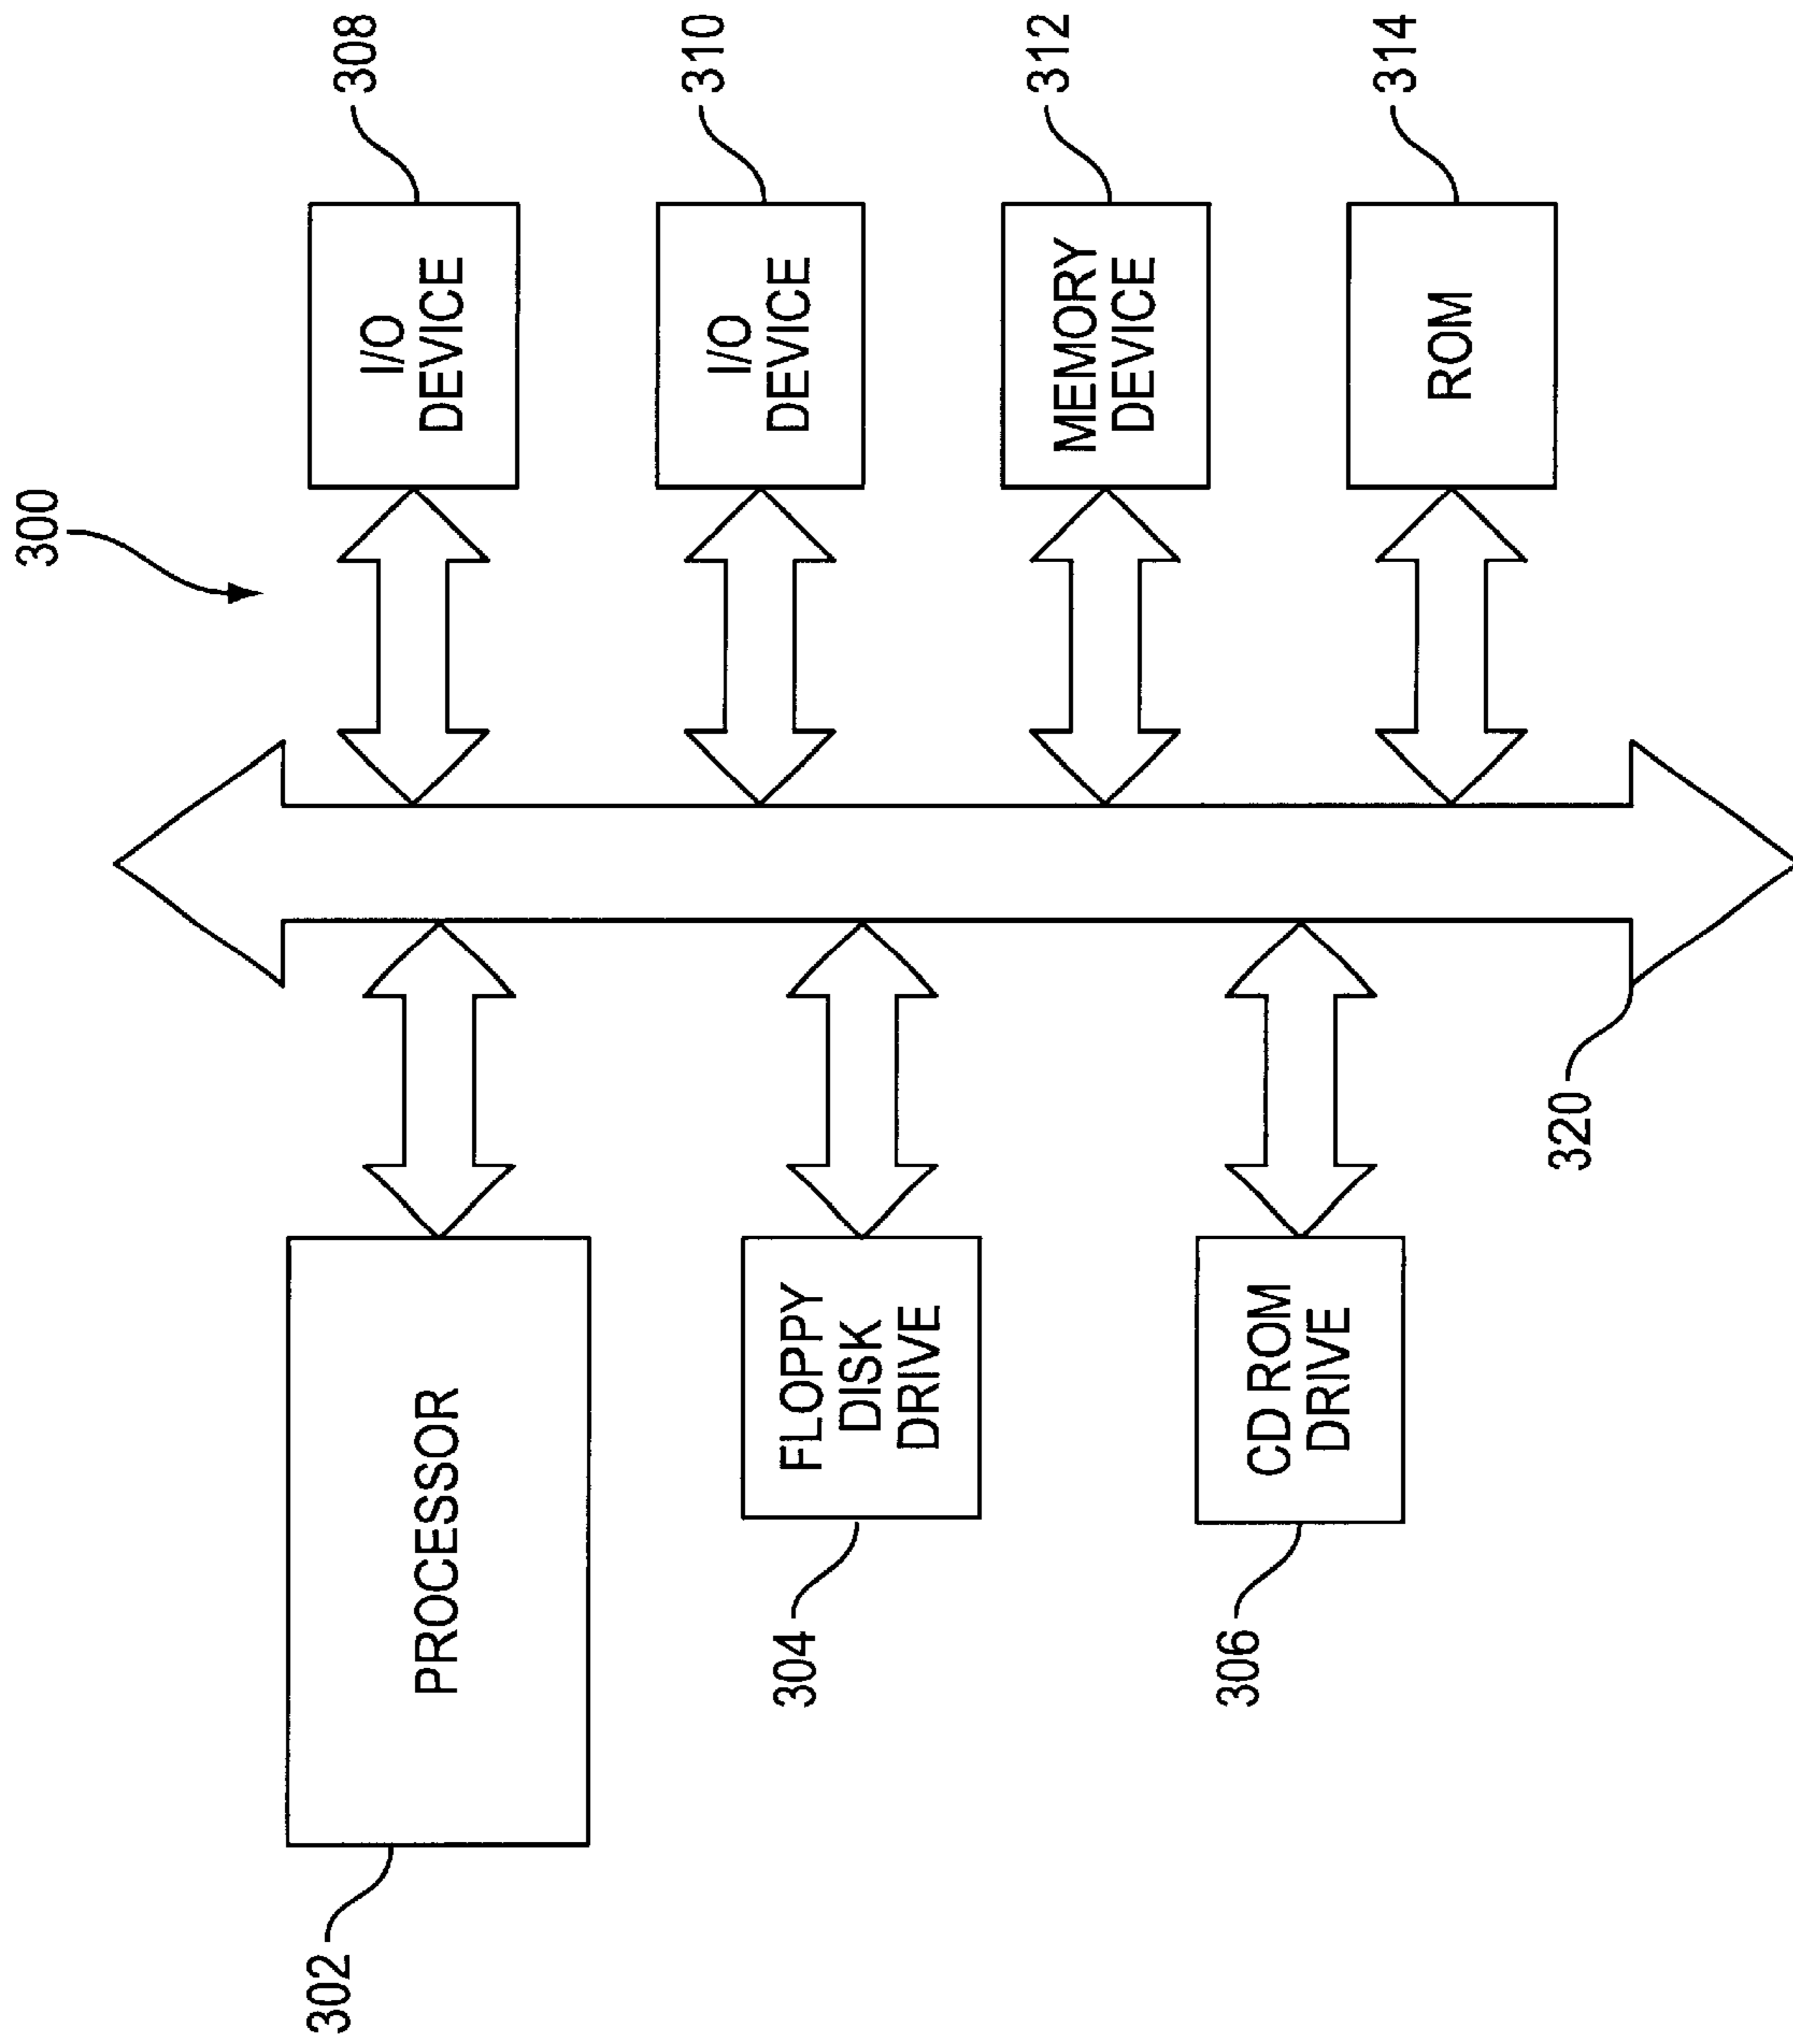 300
308
I/O
DEVICE
310
I/O
DEVICE
312
MEMORY
DEVICE
314
ROM
320
302
PROCESSOR
304
FLOPPY
DISK
DRIVE
306
CD ROM
DRIVE